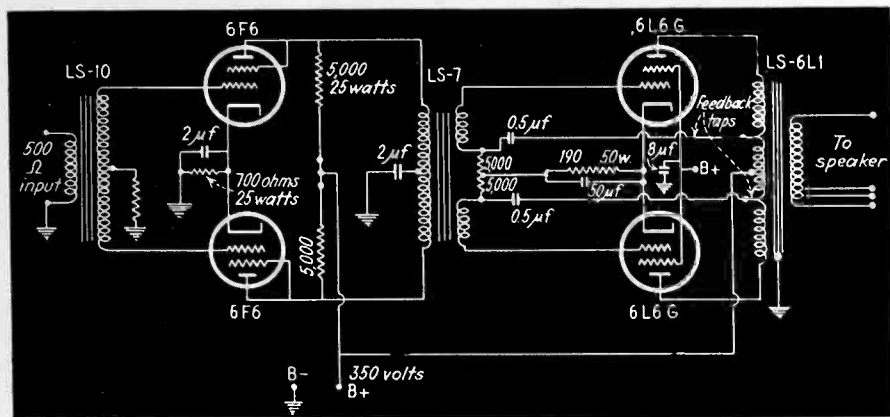 6F6
6L6G
LS-10
5,000
25 watts
LS-7
LS-6L1
Feedback
taps
0.5μf
2μf
2μf
8μf
500
Ω
input
700 ohms
25 watts
5000
5,000
190
50w.
50μf
B+
To
speaker
5,000
0.5μf
6F6
6L6G
350 volts
B-
B+